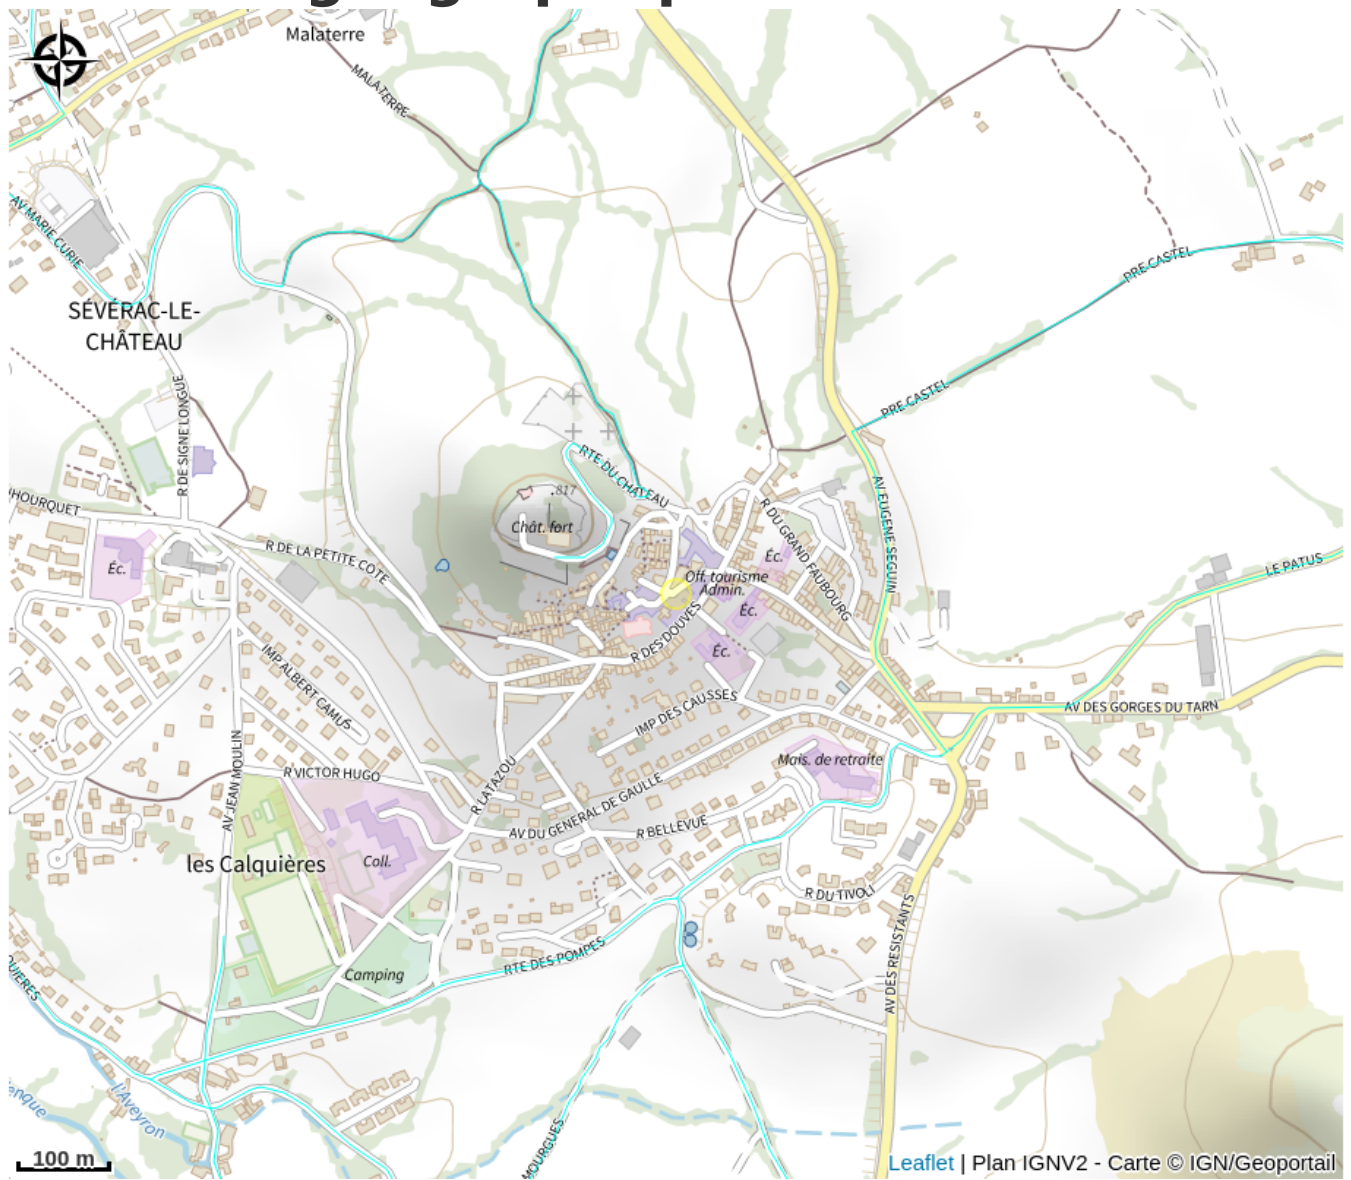 Malaterre
MALATERRE
AV MARIE CURIE
SÉVÉRAC-LE-
CHÂTEAU
PRE CASTEL
PRE CASTEL
R DE SIGNE LONGUE
RTE DU CHATEAU
.817
Chât. fort
R DE LA PETITE COTE
Éc.
AV EUGENE SEGUIN
R DU GRAND FAUBOURG
Éc.
Off. tourisme
Admin.
Éc.
Éc.
R DES DOUVES
LE PATUS
IMP ALBERT CAMUS
IMP DES CAUSSES
AV DES GORGES DU TARN
AV JEAN MOULIN
R VICTOR HUGO
R LATAZOU
Mais. de retraite
AV DU GENERAL DE GAULLE
R BELLEVUE
les Calquières
Coll.
R DU TIVOLI
AV DES RESISTANTS
RTE DES POMPES
Camping
l'Aveyron
100 m
Leaflet | Plan IGNV2 - Carte © IGN/Geoportail